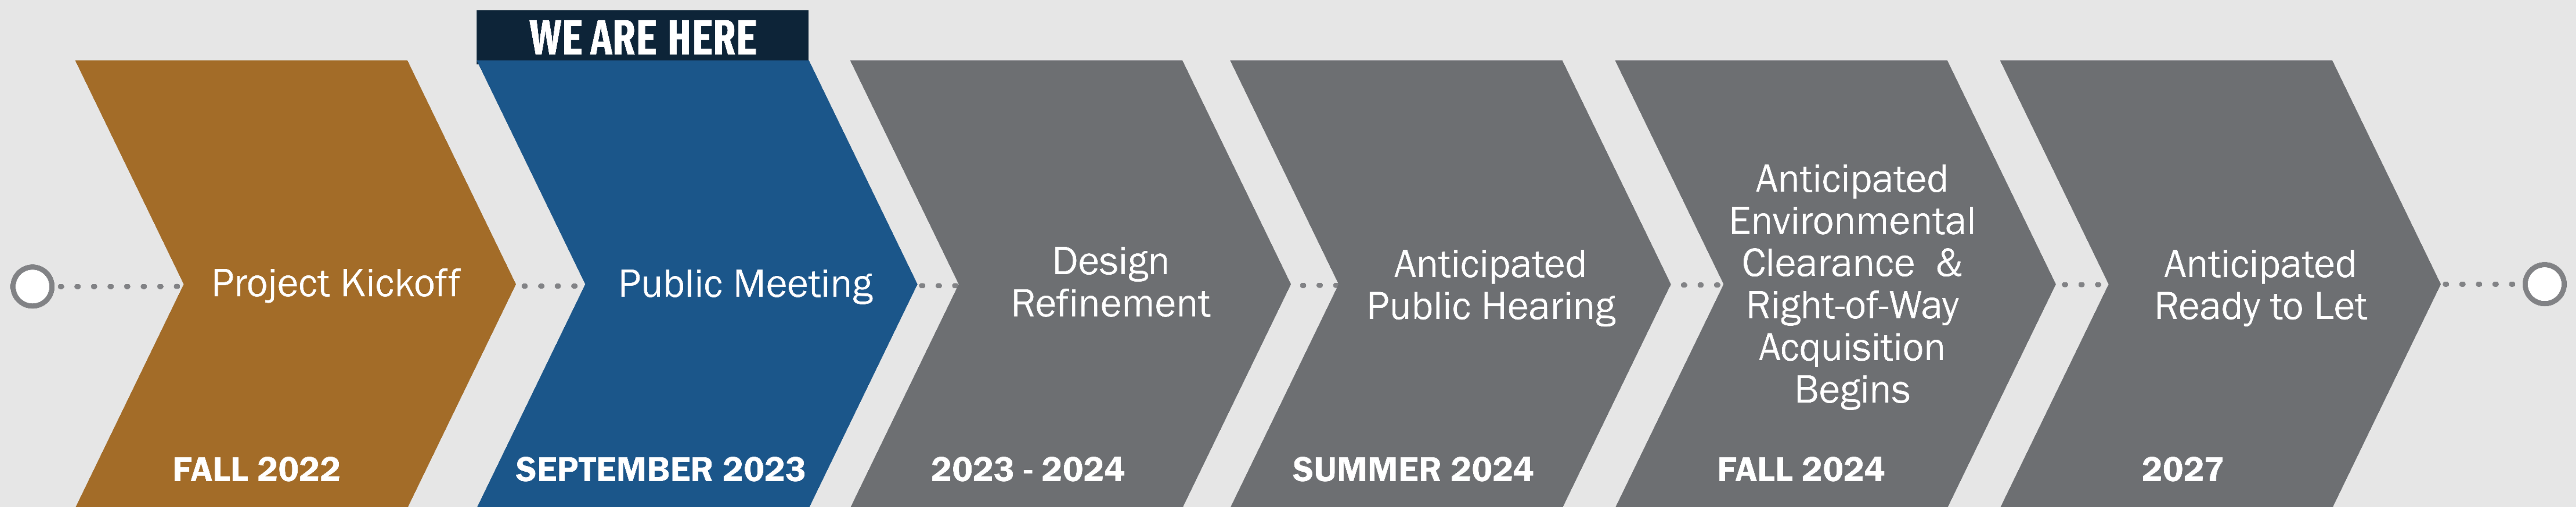 WE ARE HERE
Project Kickoff
FALL 2022
Public Meeting
SEPTEMBER 2023
Design
Refinement
2023 - 2024
Anticipated
Public Hearing
SUMMER 2024
Anticipated
Environmental
Clearance &
Right-of-Way
Acquisition
Begins
FALL 2024
Anticipated
Ready to Let
2027